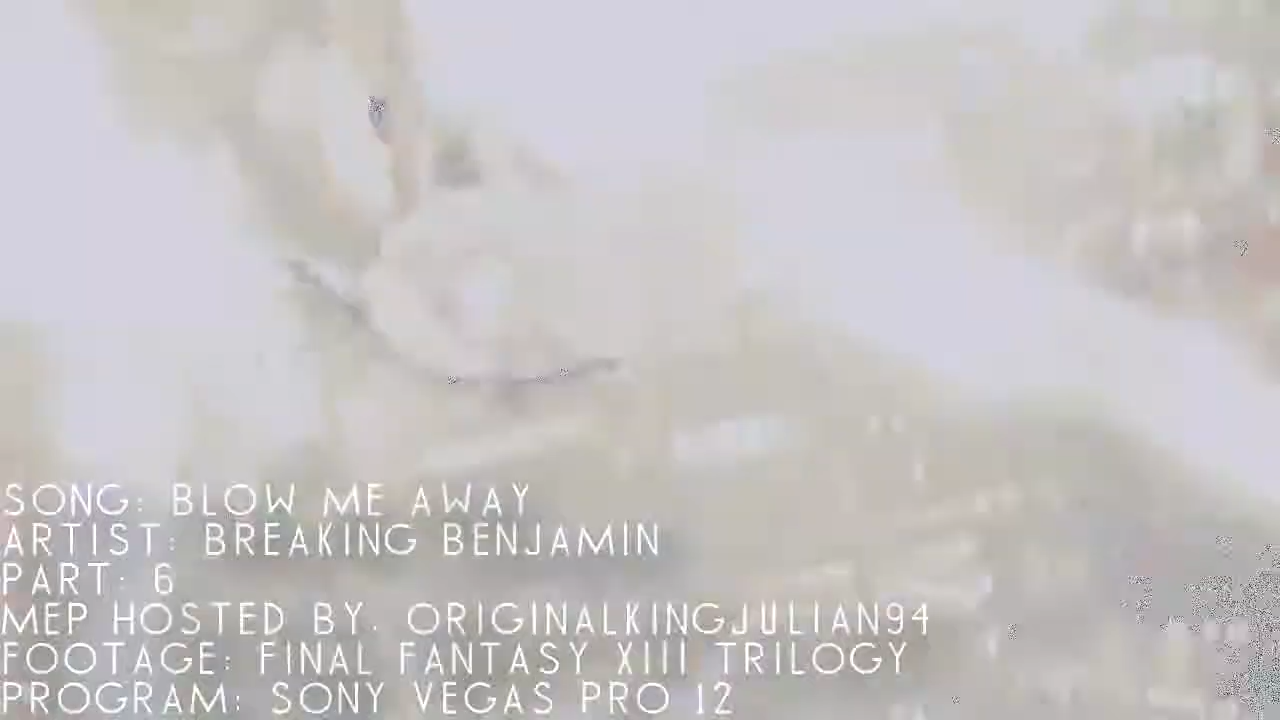 SONG: BLOW ME AWAY
ARTIST: BREAKING BENJAMIN
PART: 6
MEP HOSTED BY: ORIGINALKINGJULIAN94
FOOTAGE: FINAL FANTASY XIII TRILOGY
PROGRAM: SONY VEGAS PRO 12